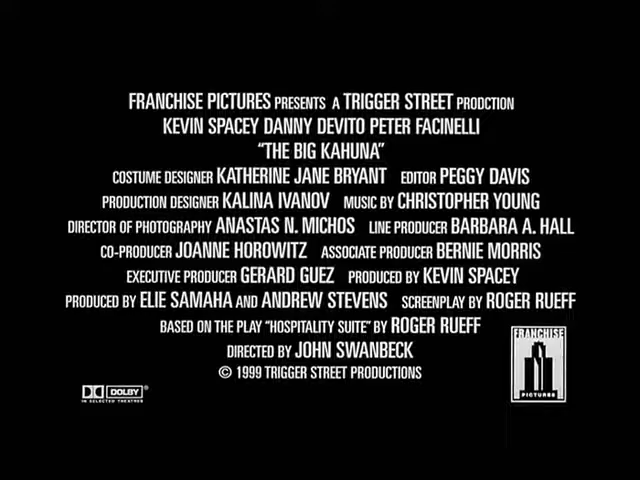 FRANCHISE PICTURES PRESENTS A TRIGGER STREET PRODCTION
KEVIN SPACEY DANNY DEVITO PETER FACINELLI
"THE BIG KAHUNA"
COSTUME DESIGNER KATHERINE JANE BRYANT EDITOR PEGGY DAVIS
PRODUCTION DESIGNER KALINA IVANOV MUSIC BY CHRISTOPHER YOUNG
DIRECTOR OF PHOTOGRAPHY ANASTAS N. MICHOS LINE PRODUCER BARBARA A. HALL
CO-PRODUCER JOANNE HOROWITZ ASSOCIATE PRODUCER BERNIE MORRIS
EXECUTIVE PRODUCER GERARD GUEZ PRODUCED BY KEVIN SPACEY
PRODUCED BY ELIE SAMAHA AND ANDREW STEVENS SCREENPLAY BY ROGER RUEFF
BASED ON THE PLAY "HOSPITALITY SUITE" BY ROGER RUEFF
DIRECTED BY JOHN SWANBECK
© 1999 TRIGGER STREET PRODUCTIONS
FRANCHISE
PICTURES
DOLBY®
IN SELECTED THEATRES